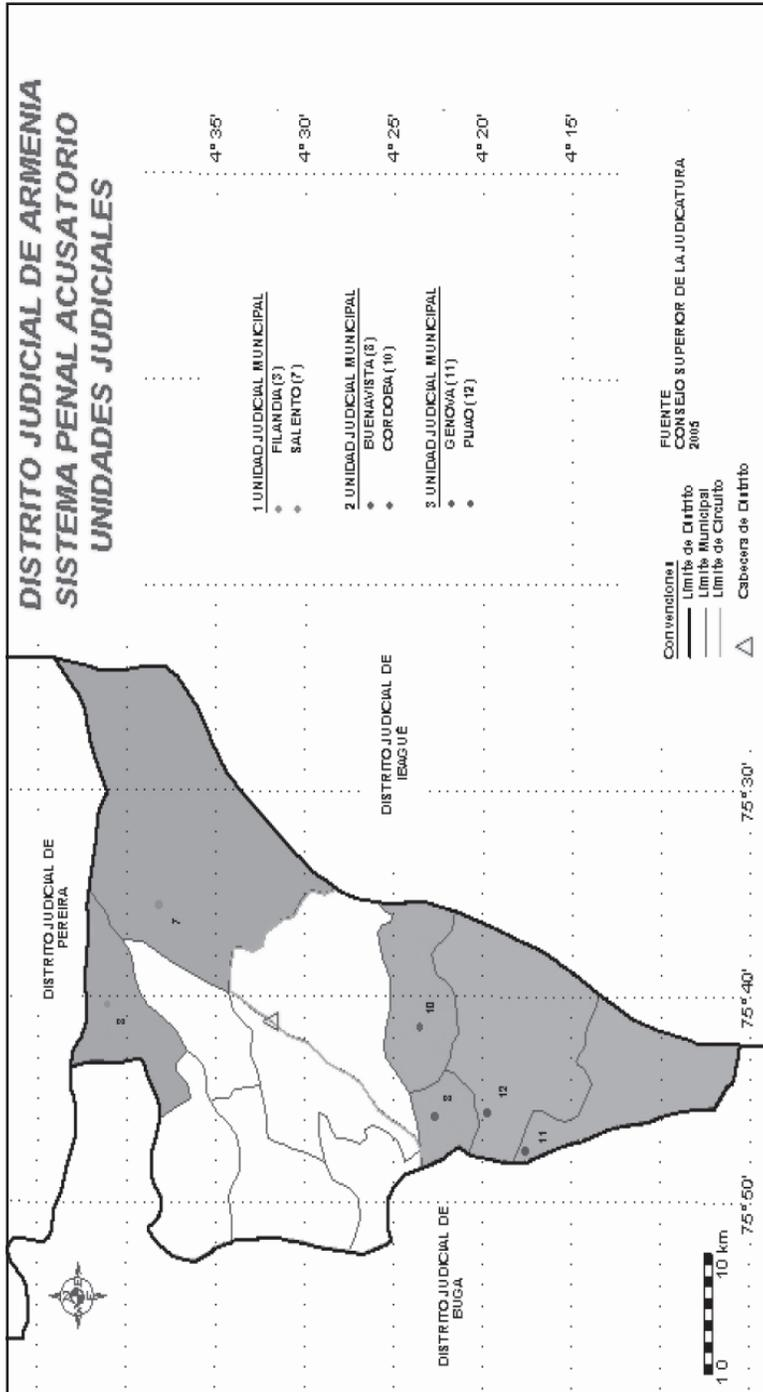 DISTRITO JUDICIAL DE ARMENIA
SISTEMA PENAL ACUSATORIO
UNIDADES JUDICIALES
4° 35'
4° 30'
4° 25'
4° 20'
4° 15'
1 UNIDAD JUDICIAL MUNICIPAL
FILANDIA (3)
SALENTO (7)
2 UNIDAD JUDICIAL MUNICIPAL
BUENAVISTA (8)
CORDOBA (10)
3 UNIDAD JUDICIAL MUNICIPAL
GENOVA (11)
PIJAO (12)
DISTRITO JUDICIAL DE
PEREIRA
DISTRITO JUDICIAL DE
IBAGUÉ
DISTRITO JUDICIAL DE
BUGA
3
7
10
8
12
11
75° 50'
75° 40'
75° 30'
1 0 10 km
Convenciones
Límite de Distrito
Límite Municipal
Límite de Circuito
Cabecera de Distrito
FUENTE
CONSEJO SUPERIOR DE LA JUDICATURA
2005